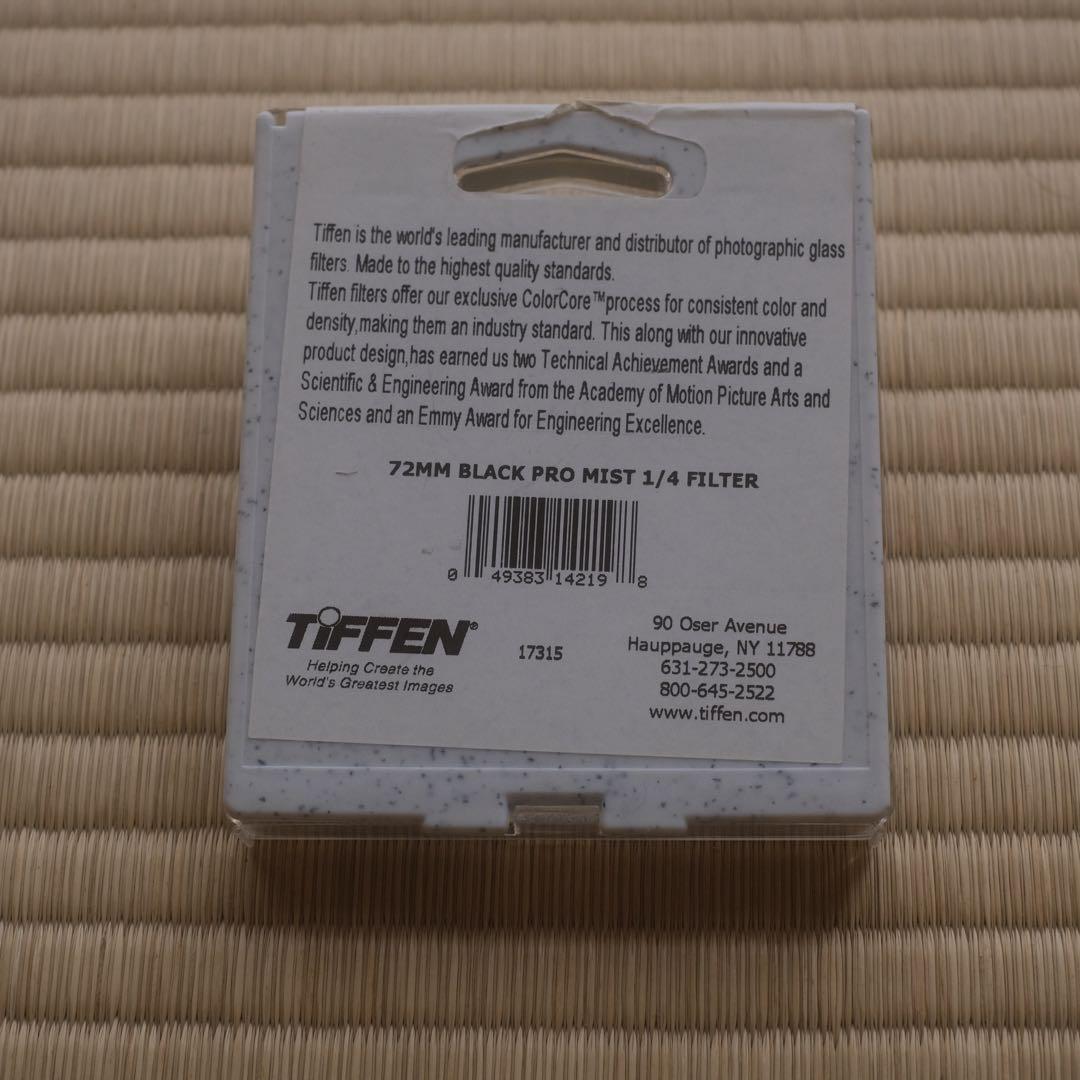 Tiffen is the world's leading manufacturer and distributor of photographic glass
filters. Made to the highest quality standards.
Tiffen filters offer our exclusive ColorCore™process for consistent color and
density,making them an industry standard. This along with our innovative
product design,has earned us two Technical Achievement Awards and a
Scientific & Engineering Award from the Academy of Motion Picture Arts and
Sciences and an Emmy Award for Engineering Excellence.
72MM BLACK PRO MIST 1/4 FILTER
0 49383 14219 8
TiFFEN®
Helping Create the
World's Greatest Images
17315
90 Oser Avenue
Hauppauge, NY 11788
631-273-2500
800-645-2522
www.tiffen.com